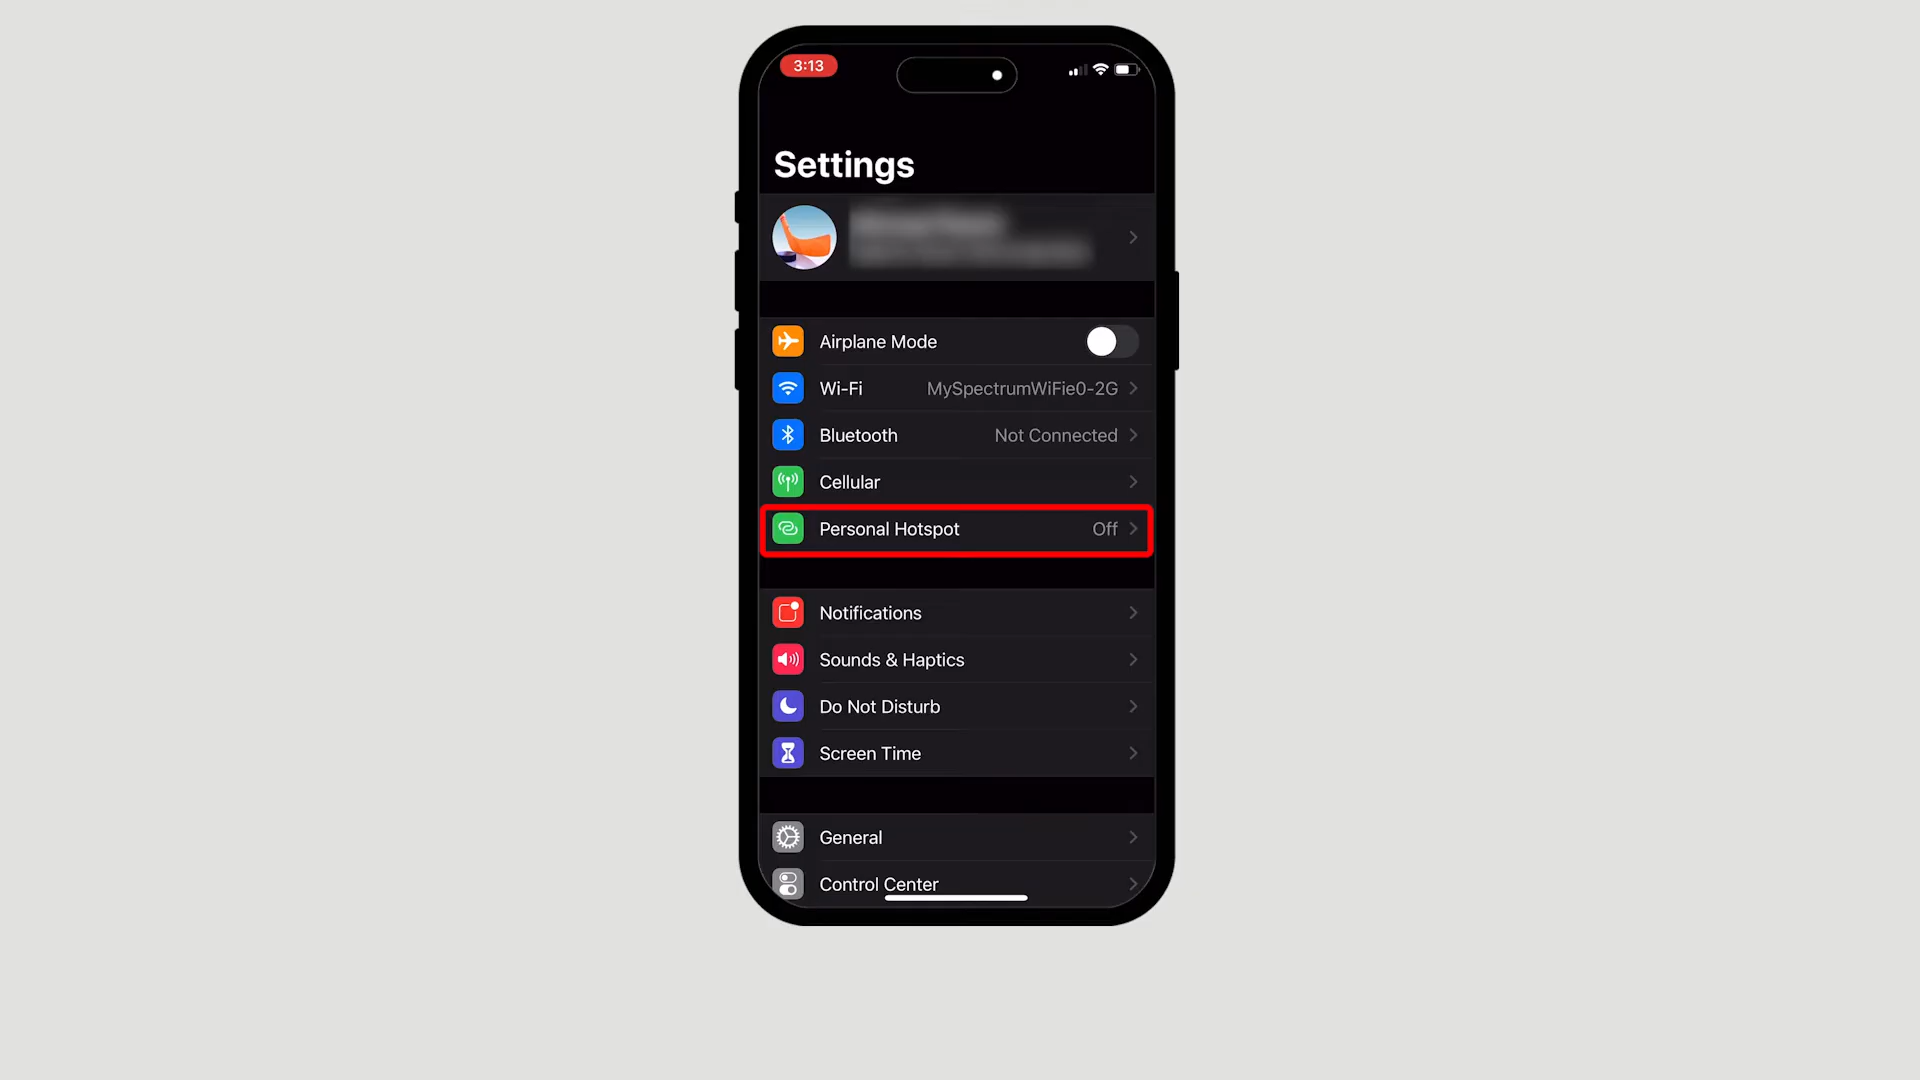 3:13
Settings
Airplane Mode
Wi-Fi MySpectrumWiFie0-2G
Bluetooth Not Connected
Cellular
Personal Hotspot Off
Notifications
Sounds & Haptics
Do Not Disturb
Screen Time
General
Control Center